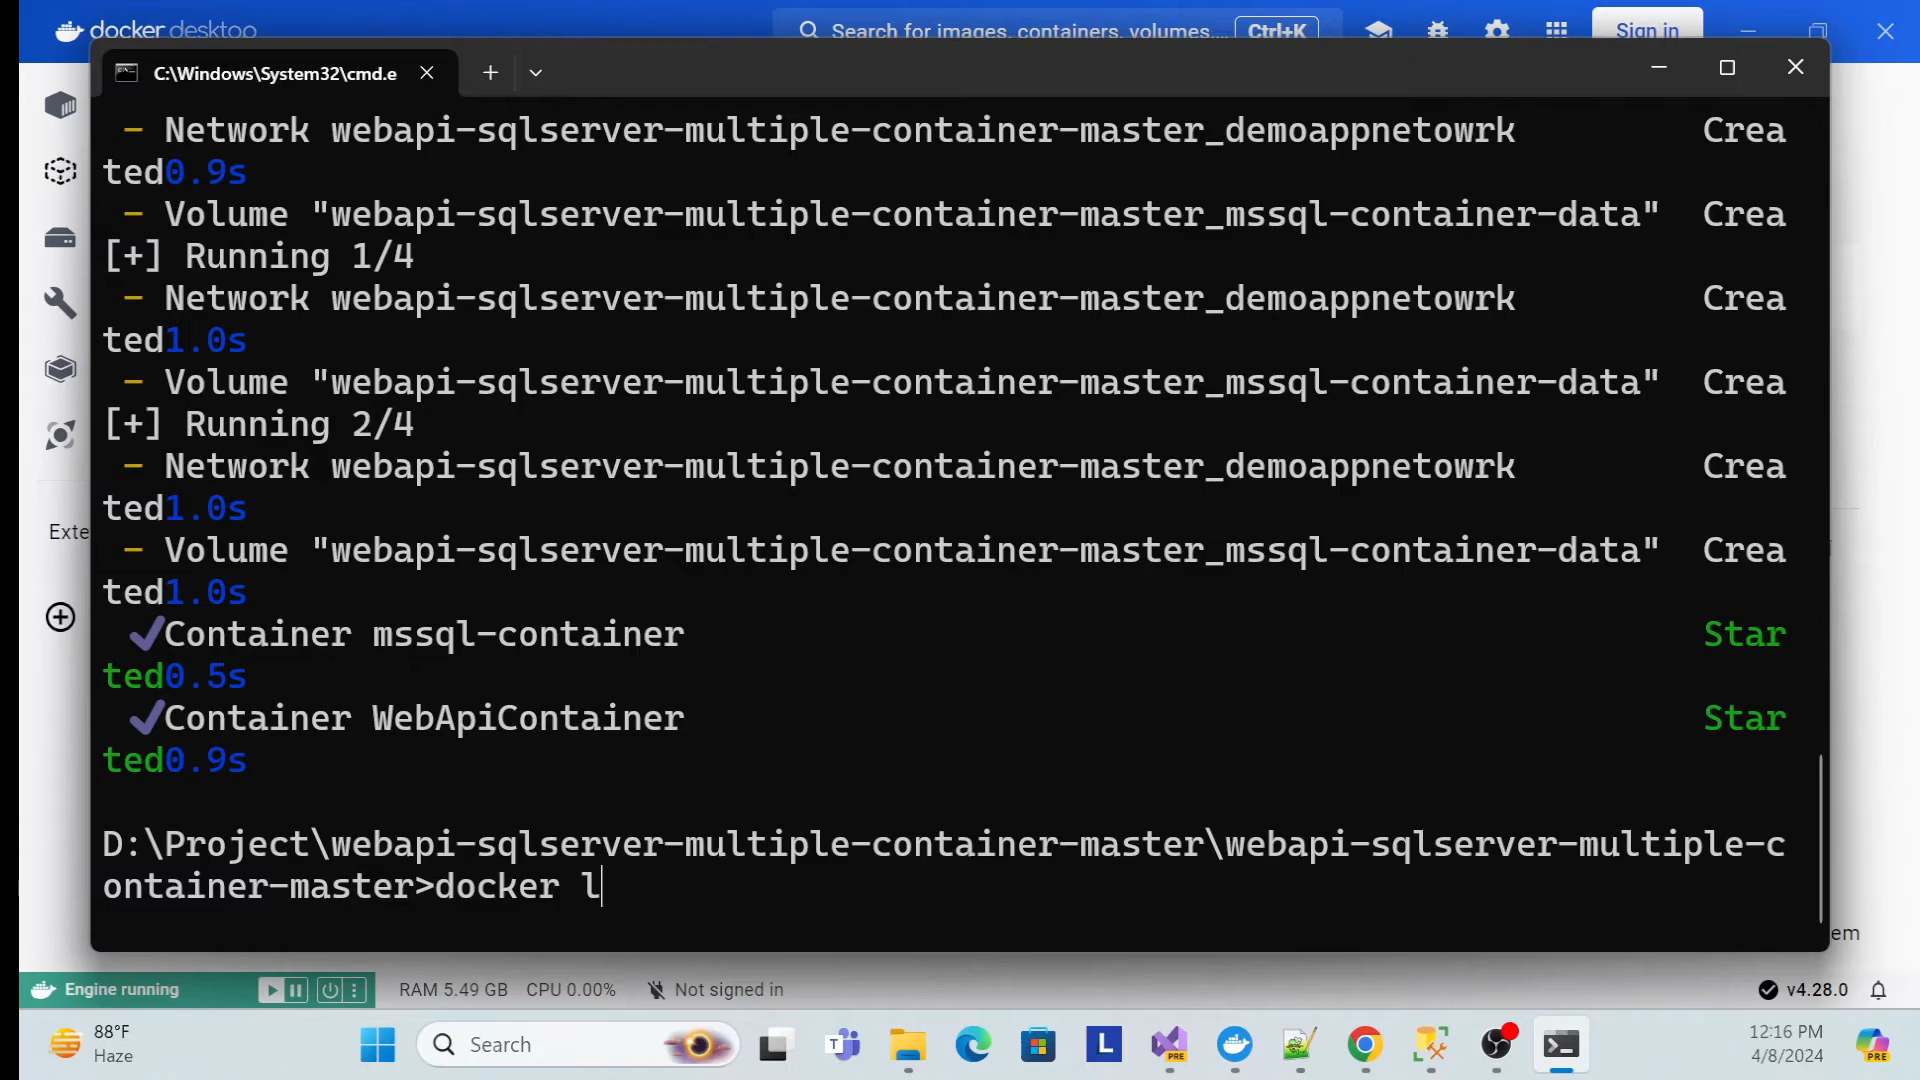 docker desktop
Search for images, containers, volumes,... Ctrl+K
Sign in
C:\Windows\System32\cmd.e
- Network webapi-sqlserver-multiple-container-master_demoappnetowrk Crea
ted0.9s
- Volume "webapi-sqlserver-multiple-container-master_mssql-container-data" Crea
[+] Running 1/4
- Network webapi-sqlserver-multiple-container-master_demoappnetowrk Crea
ted1.0s
- Volume "webapi-sqlserver-multiple-container-master_mssql-container-data" Crea
[+] Running 2/4
- Network webapi-sqlserver-multiple-container-master_demoappnetowrk Crea
ted1.0s
- Volume "webapi-sqlserver-multiple-container-master_mssql-container-data" Crea
ted1.0s
✔Container mssql-container Star
ted0.5s
✔Container WebApiContainer Star
ted0.9s
D:\Project\webapi-sqlserver-multiple-container-master\webapi-sqlserver-multiple-c
ontainer-master>docker l
Exte
em
Engine running
RAM 5.49 GB CPU 0.00% Not signed in
v4.28.0
88°F
Haze
Search
T
L
PRE
12:16 PM
4/8/2024
PRE